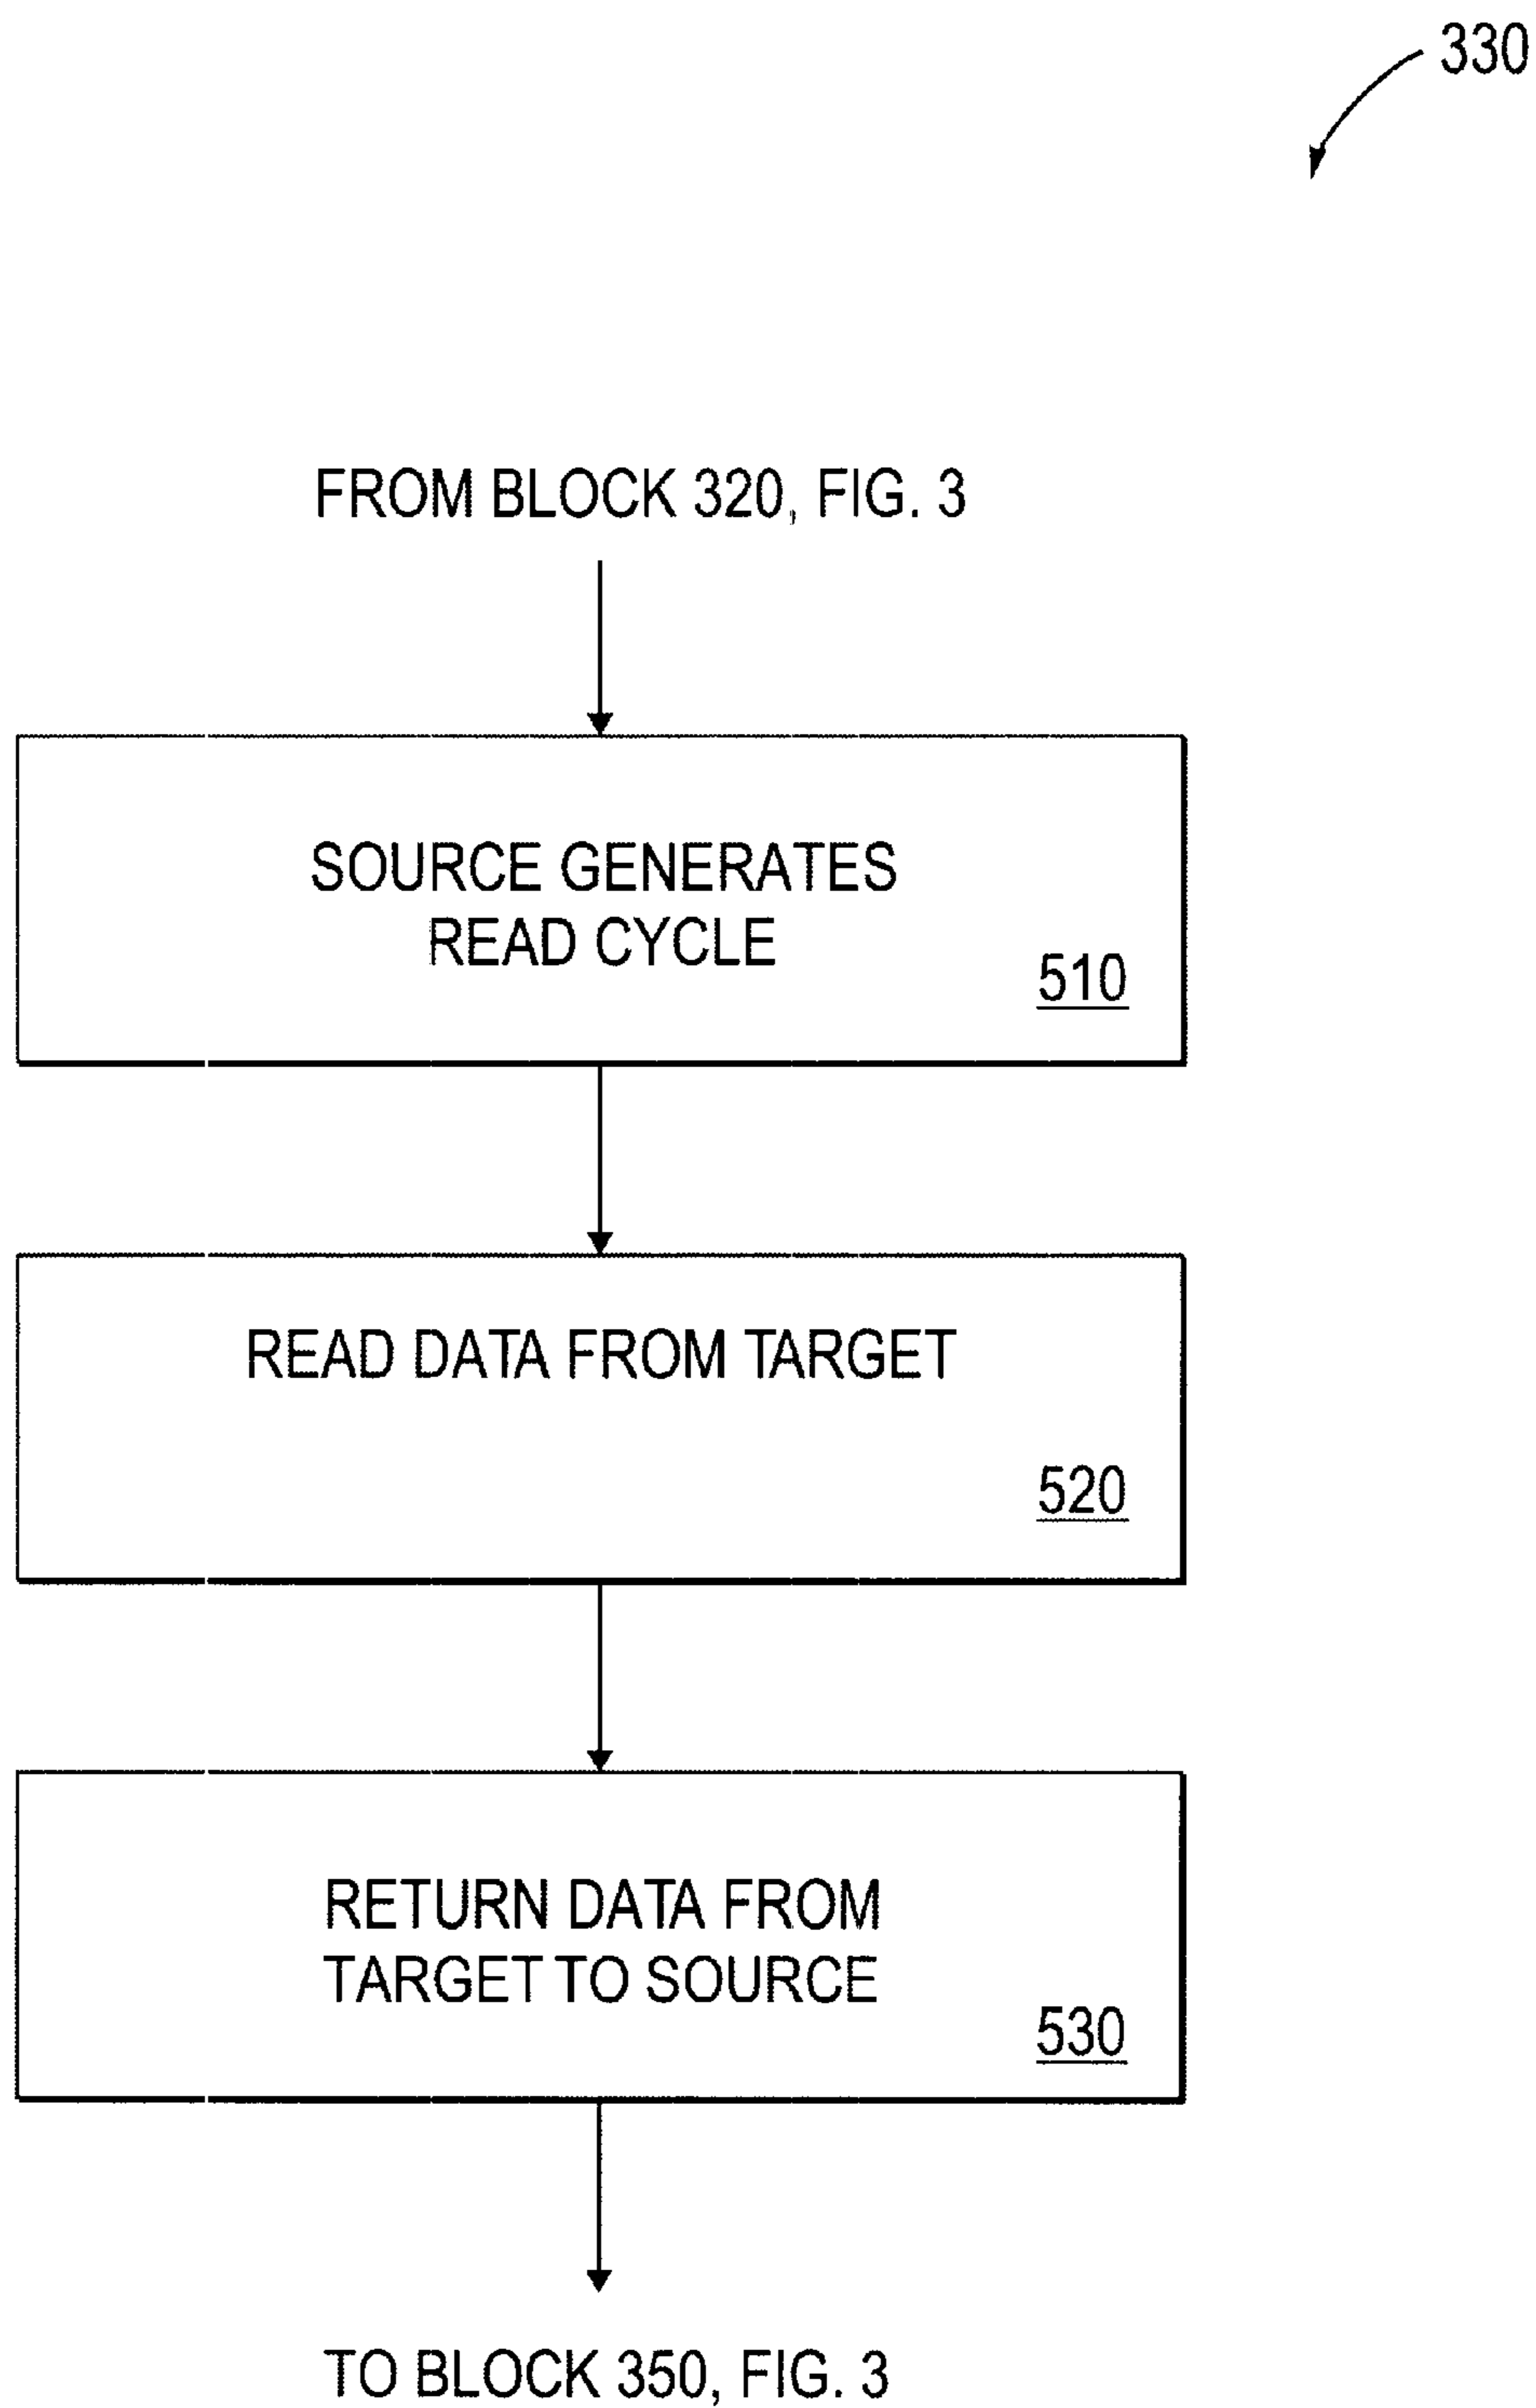 330
FROM BLOCK 320, FIG. 3
SOURCE GENERATES
READ CYCLE
510
READ DATA FROM TARGET
520
RETURN DATA FROM
TARGET TO SOURCE
530
TO BLOCK 350, FIG. 3